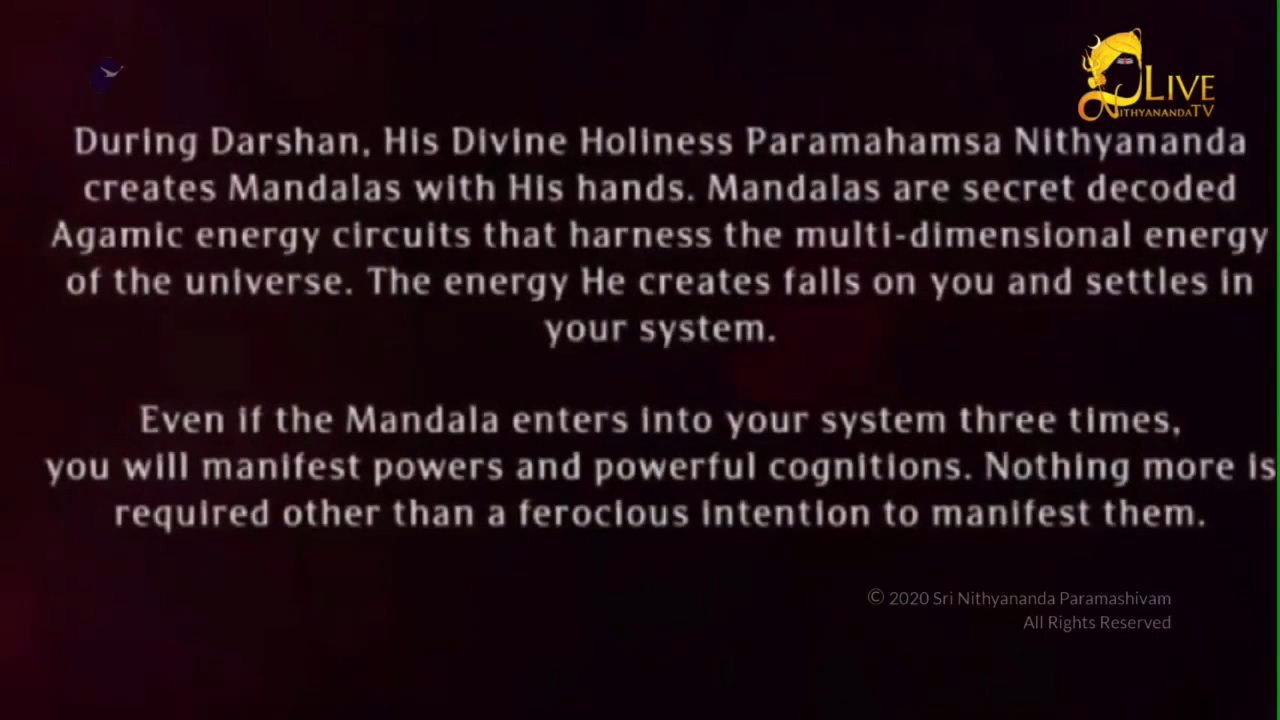 LIVE
NITHYANANDATV
During Darshan, His Divine Holiness Paramahamsa Nithyananda
creates Mandalas with His hands. Mandalas are secret decoded
Agamic energy circuits that harness the multi-dimensional energy
of the universe. The energy He creates falls on you and settles in
your system.
Even if the Mandala enters into your system three times,
you will manifest powers and powerful cognitions. Nothing more is
required other than a ferocious intention to manifest them.
© 2020 Sri Nithyananda Paramashivam
All Rights Reserved